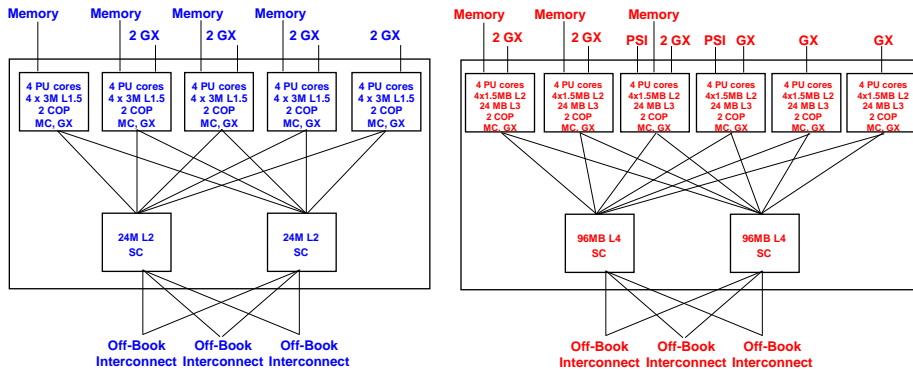 Memory Memory Memory Memory
2 GX 2 GX 2 GX 2 GX
4 PU cores 4 PU cores 4 PU cores 4 PU cores 4 PU cores
4 x 3M L1.5 4 x 3M L1.5 4 x 3M L1.5 4 x 3M L1.5 4 x 3M L1.5
2 COP 2 COP 2 COP 2 COP 2 COP
MC, GX MC, GX MC, GX MC, GX MC, GX
24M L2 24M L2
SC SC
Off-Book Off-Book Off-Book
Interconnect Interconnect Interconnect
Memory Memory Memory
2 GX 2 GX PSI 2 GX PSI GX GX GX
4 PU cores 4 PU cores 4 PU cores 4 PU cores 4 PU cores 4 PU cores
4x1.5MB L2 4x1.5MB L2 4x1.5MB L2 4x1.5MB L2 4x1.5MB L2 4x1.5MB L2
24 MB L3 24 MB L3 24 MB L3 24 MB L3 24 MB L3 24 MB L3
2 COP 2 COP 2 COP 2 COP 2 COP 2 COP
MC, GX MC, GX MC, GX MC, GX MC, GX MC, GX
96MB L4 96MB L4
SC SC
Off-Book Off-Book Off-Book
Interconnect Interconnect Interconnect